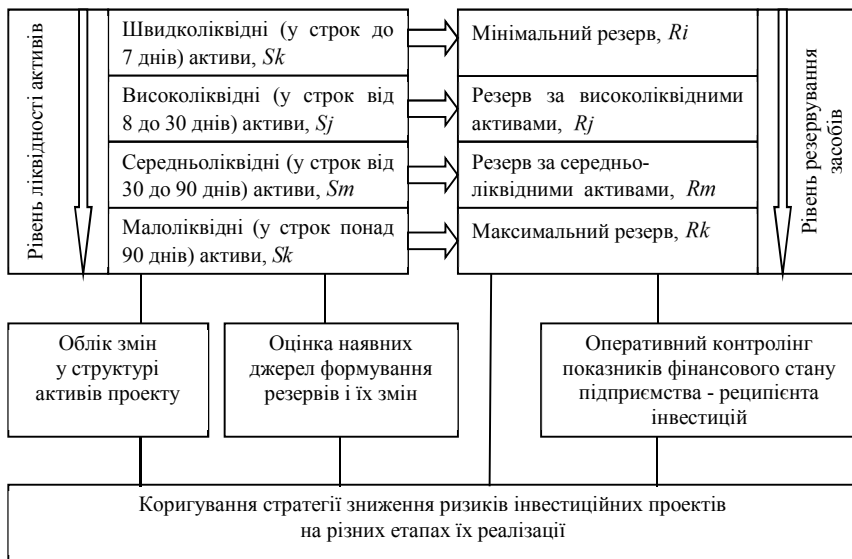 Рівень ліквідності активів
Швидколіквідні (у строк до
7 днів) активи, Sk
Високоліквідні (у строк від
8 до 30 днів) активи, Sj
Середньоліквідні (у строк від
30 до 90 днів) активи, Sm
Малоліквідні (у строк понад
90 днів) активи, Sk
Мінімальний резерв, Ri
Резерв за високоліквідними
активами, Rj
Резерв за середньо-
ліквідними активами, Rm
Максимальний резерв, Rk
Рівень резервування
засобів
Облік змін
у структурі
активів проекту
Оцінка наявних
джерел формування
резервів і їх змін
Оперативний контролінг
показників фінансового стану
підприємства - реципієнта
інвестицій
Коригування стратегії зниження ризиків інвестиційних проектів
на різних етапах їх реалізації